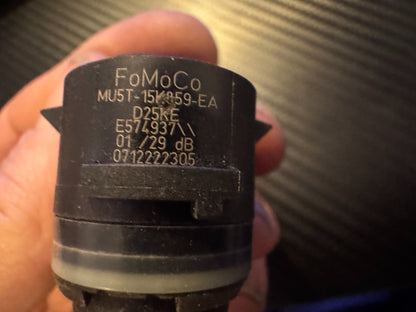 FoMoCo
MU5T-15K859-EA
D25KE
E574937\\
01 /29 dB
0712222305